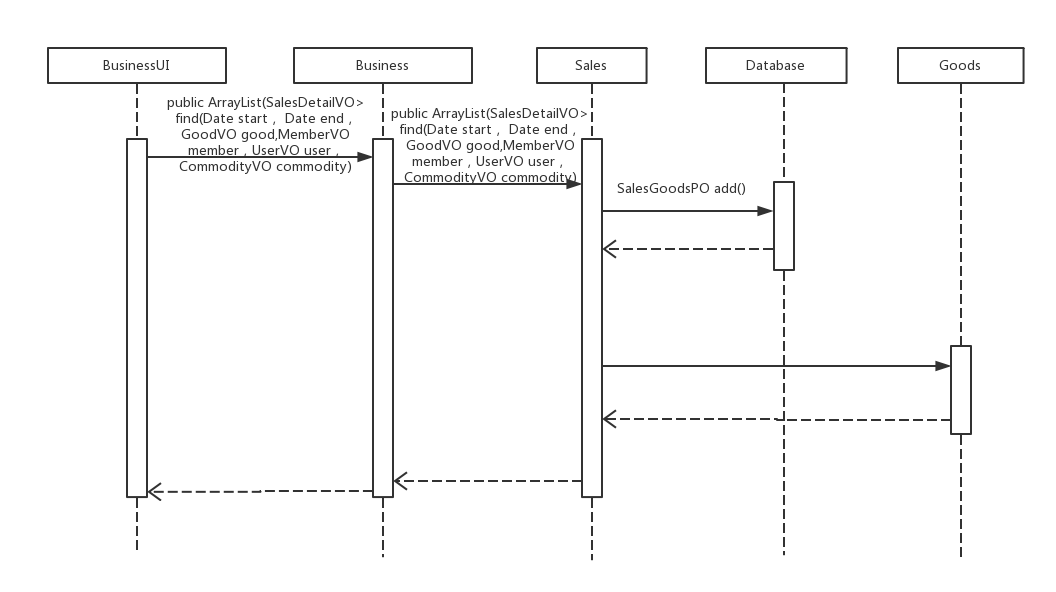 BusinessUI
Business
Sales
Database
Goods
public ArrayList(SalesDetailVO>
find(Date start ,  Date end ,
GoodVO good,MemberVO
member , UserVO user ,
CommodityVO commodity)
public ArrayList(SalesDetailVO>
find(Date start ,  Date end ,
GoodVO good,MemberVO
member , UserVO user ,
CommodityVO commodity)
SalesGoodsPO add()